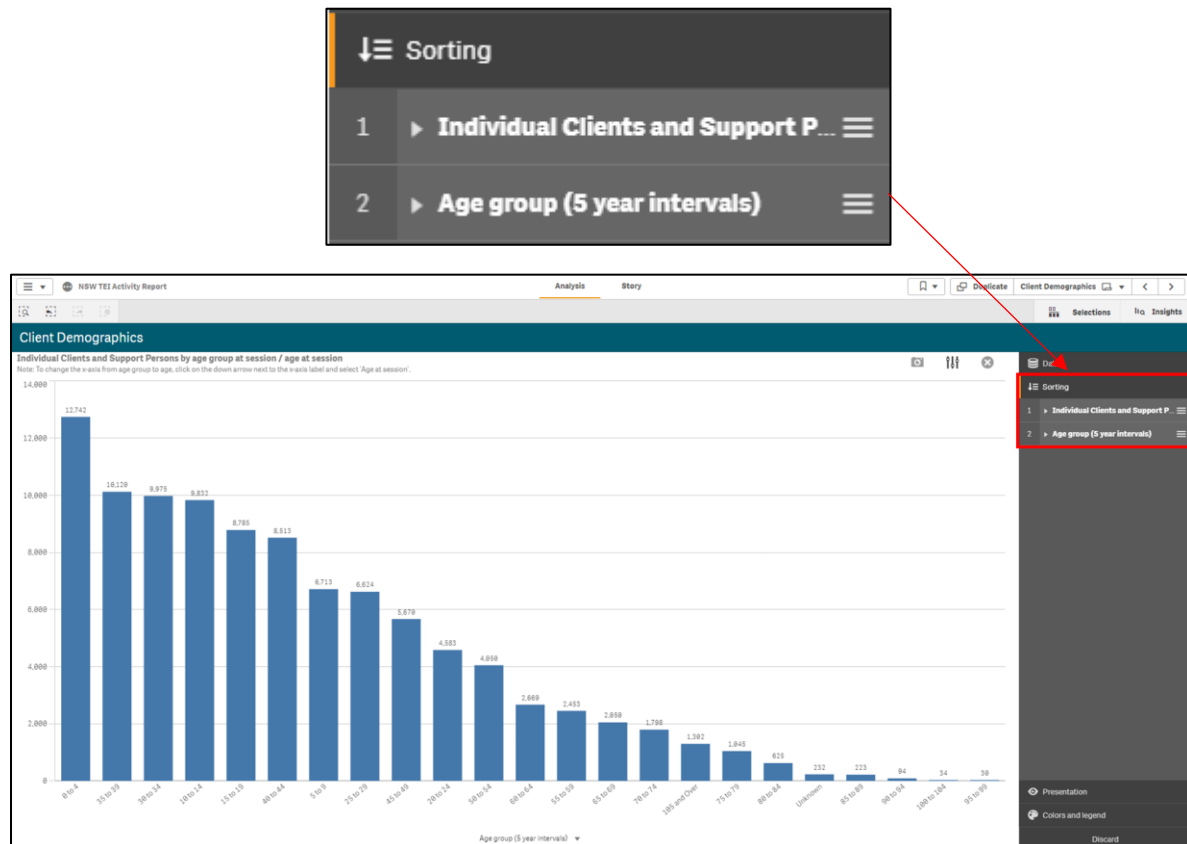 Sorting
1 Individual Clients and Support P...
2 Age group (5 year intervals)
NSW TEI Activity Report Analysis Story Duplicate Client Demographics
Selections Insights
Client Demographics
Individual Clients and Support Persons by age group at session / age at session
Note: To change the x-axis from age group to age, click on the down arrow next to the x-axis label and select 'Age at session'.
Sorting
1 Individual Clients and Support P...
2 Age group (5 year intervals)
14,000
12,000
10,000
8,000
6,000
4,000
2,000
0
12,742 10,120 9,975 9,832 8,785 8,513 6,713 6,624 5,670 4,583 4,050 2,669 2,453 2,050 1,798 1,302 1,045 625 232 223 94 34 30
0 to 4 35 to 39 30 to 34 10 to 14 15 to 19 40 to 44 5 to 9 25 to 29 45 to 49 20 to 24 50 to 54 60 to 64 55 to 59 65 to 69 70 to 74 105 and Over 75 to 79 80 to 84 Unknown 85 to 89 90 to 94 100 to 104 95 to 99
Age group (5 year intervals)
Presentation
Colors and legend
Discard